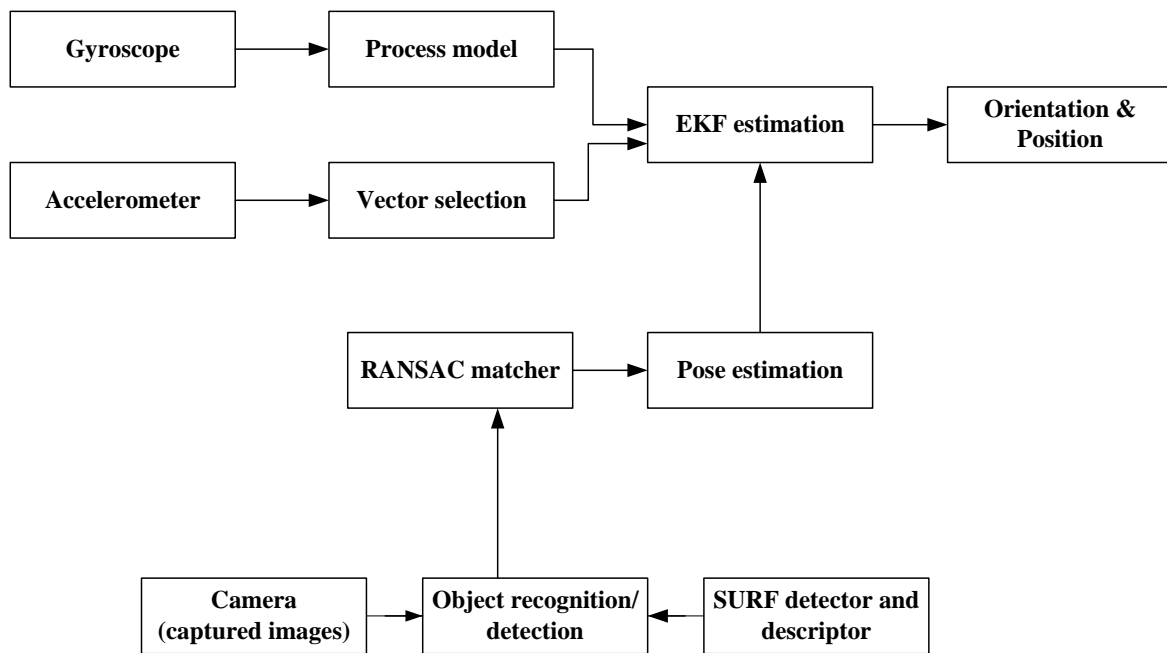 Gyroscope
Process model
EKF estimation
Orientation &
Position
Accelerometer
Vector selection
RANSAC matcher
Pose estimation
Camera
(captured images)
Object recognition/
detection
SURF detector and
descriptor